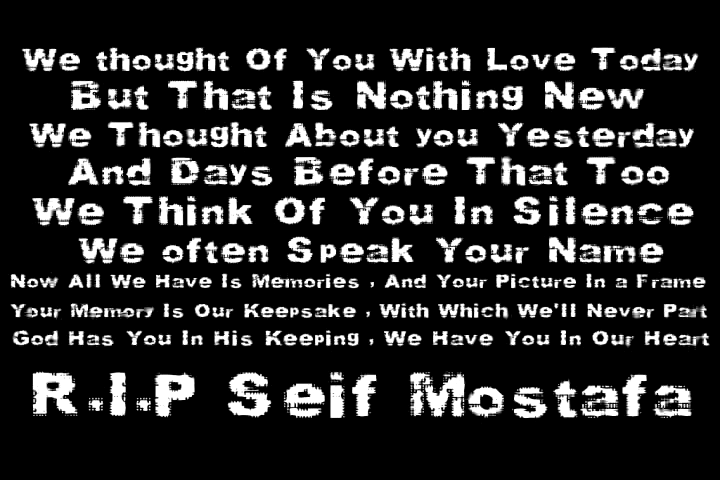 We thought Of You With Love Today
But That Is Nothing New
We Thought About you Yesterday
And Days Before That Too
We Think Of You In Silence
We often Speak Your Name
Now All We Have Is Memories , And Your Picture In a Frame
Your Memory Is Our Keepsake , With Which We'll Never Part
God Has You In His Keeping , We Have You In Our Heart
R.I.P Seif Mostafa